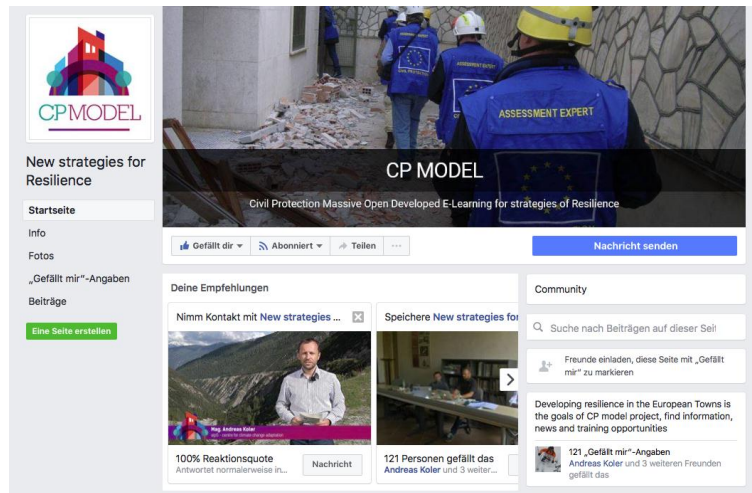 CPMODEL
New strategies for
Resilience
Startseite
Info
Fotos
„Gefällt mir"-Angaben
Beiträge
Eine Seite erstellen
CIVIL PROTECTION
ASSESSMENT EXPERT
CP MODEL
Civil Protection Massive Open Developed E-Learning for strategies of Resilience
Gefällt dir
Abonniert
Teilen
Nachricht senden
Deine Empfehlungen
Nimm Kontakt mit New strategies ...
Mag. Andreas Koler
100% Reaktionsquote
Antwortet normalerweise in...
Nachricht
Speichere New strategies for
121 Personen gefällt das
Andreas Koler und 3 weiter...
Community
Suche nach Beiträgen auf dieser Seit
Freunde einladen, diese Seite mit „Gefällt
mir" zu markieren
Developing resilience in the European Towns is
the goals of CP model project, find information,
news and training opportunities
121 „Gefällt mir"-Angaben
Andreas Koler und 3 weiteren Freunden
gefällt das